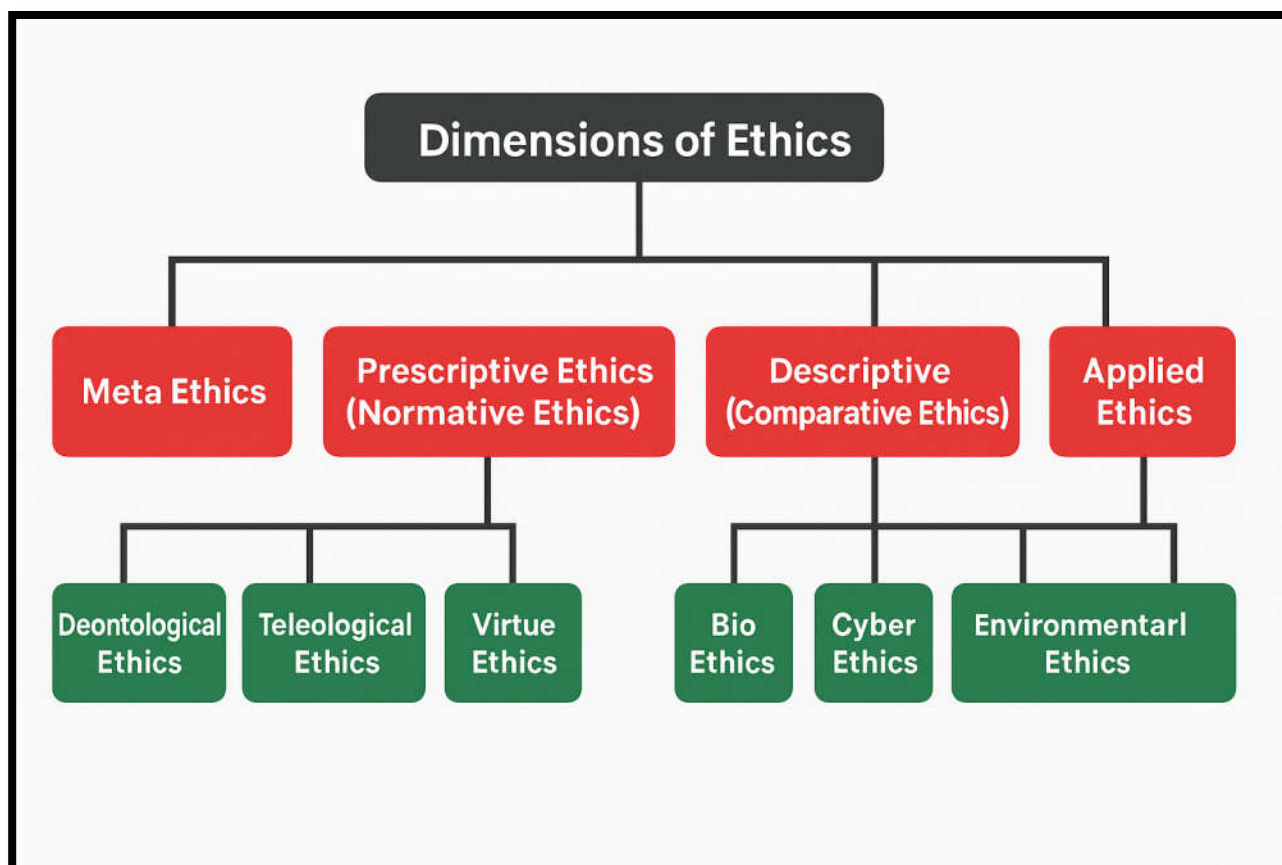 Dimensions of Ethics
Meta Ethics
Prescriptive Ethics
(Normative Ethics)
Descriptive
(Comparative Ethics)
Applied
Ethics
Deontological
Ethics
Teleological
Ethics
Virtue
Ethics
Bio
Ethics
Cyber
Ethics
Environmentarl
Ethics